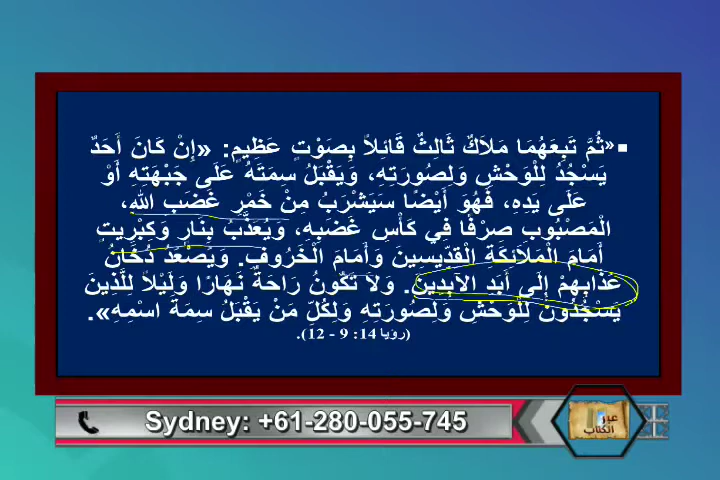 ▪«ثُمَّ تَبِعَهُمَا مَلاَكٌ ثَالِثٌ قَائِلاً بِصَوْتٍ عَظِيمٍ: «إِنْ كَانَ أَحَدٌ
يَسْجُدُ لِلْوَحْشِ وَلِصُورَتِهِ، وَيَقْبَلُ سِمَتَهُ عَلَى جَبْهَتِهِ أَوْ
عَلَى يَدِهِ، فَهُوَ أَيْضًا سَيَشْرَبُ مِنْ خَمْرِ غَضَبِ اللهِ،
الْمَصْبُوبِ صِرْفًا فِي كَأْسِ غَضَبِهِ، وَيُعَذَّبُ بِنَارٍ وَكِبْرِيتٍ
أَمَامَ الْمَلاَئِكَةِ الْقِدِّيسِينَ وَأَمَامَ الْخَرُوفِ. وَيَصْعَدُ دُخَانُ
عَذَابِهِمْ إِلَى أَبَدِ الآبِدِينَ. وَلاَ تَكُونُ رَاحَةٌ نَهَارًا وَلَيْلاً لِلَّذِينَ
يَسْجُدُونَ لِلْوَحْشِ وَلِصُورَتِهِ وَلِكُلِّ مَنْ يَقْبَلُ سِمَةَ اسْمِهِ».
(رؤيا 14: 9 - 12).
Sydney: +61-280-055-745
عبر
الكتاب